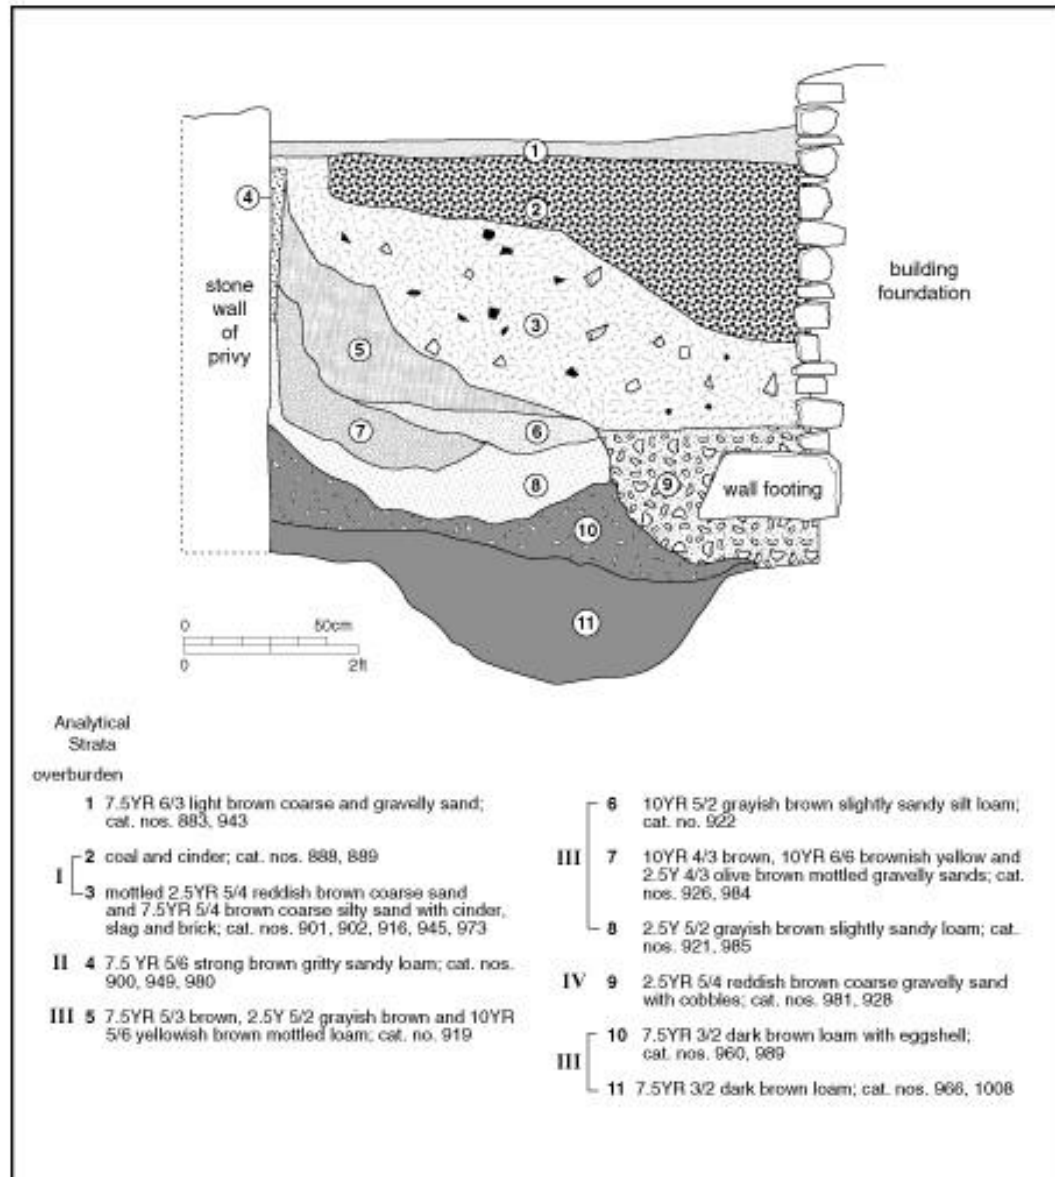 1
4
2
building
foundation
stone
wall
of
privy
3
5
6
7
8
9
wall footing
10
11
0 50cm
0 2ft
Analytical
Strata
overburden
1 7.5YR 6/3 light brown coarse and gravelly sand;
cat. nos. 883, 943
I
2 coal and cinder; cat. nos. 888, 889
3 mottled 2.5YR 5/4 reddish brown coarse sand
and 7.5YR 5/4 brown coarse silty sand with cinder,
slag and brick; cat. nos. 901, 902, 916, 945, 973
II 4 7.5 YR 5/6 strong brown gritty sandy loam; cat. nos.
900, 949, 980
III 5 7.5YR 5/3 brown, 2.5Y 5/2 grayish brown and 10YR
5/6 yellowish brown mottled loam; cat. no. 919
III
6 10YR 5/2 grayish brown slightly sandy silt loam;
cat. no. 922
7 10YR 4/3 brown, 10YR 6/6 brownish yellow and
2.5Y 4/3 olive brown mottled gravelly sands; cat.
nos. 926, 984
8 2.5Y 5/2 grayish brown slightly sandy loam; cat.
nos. 921, 985
IV 9 2.5YR 5/4 reddish brown coarse gravelly sand
with cobbles; cat. nos. 981, 928
III
10 7.5YR 3/2 dark brown loam with eggshell;
cat. nos. 960, 989
11 7.5YR 3/2 dark brown loam; cat. nos. 966, 1008